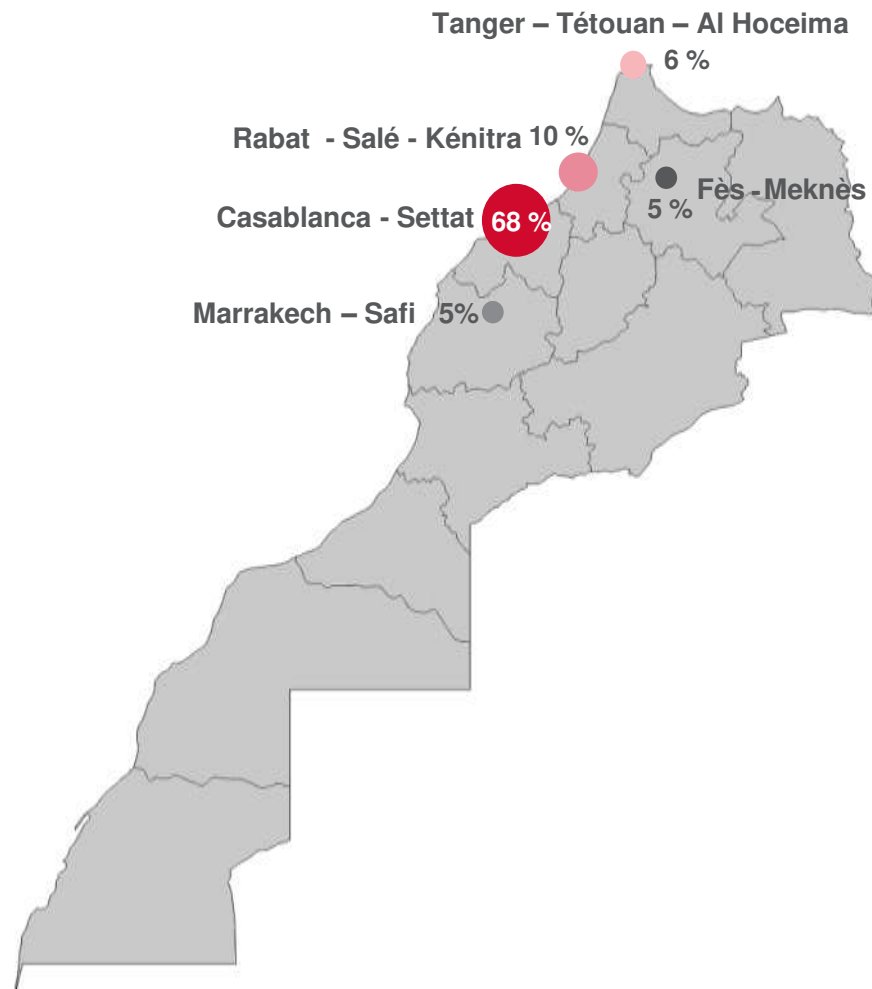 Tanger – Tétouan – Al Hoceima
6 %
Rabat - Salé - Kénitra 10 %
Fès -Meknès
5 %
Casablanca - Settat 68 %
Marrakech – Safi 5%